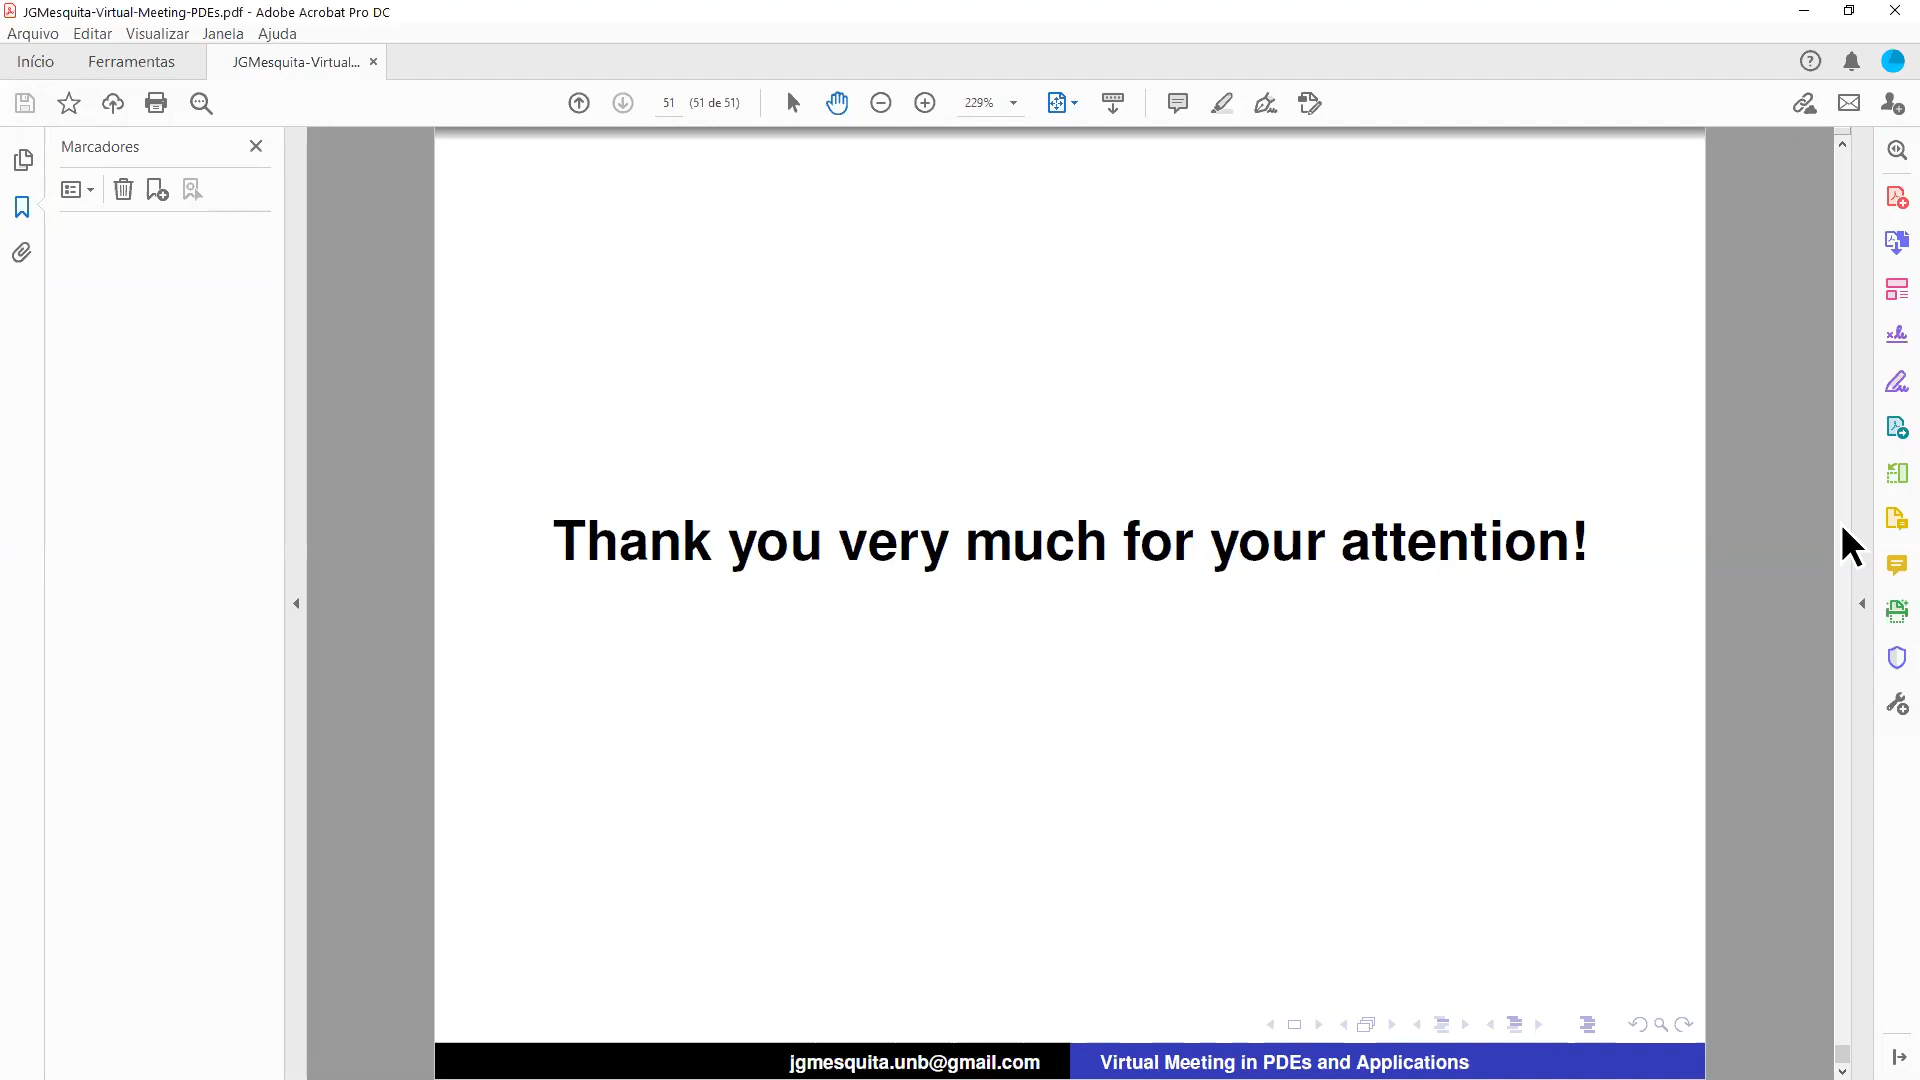 JGMesquita-Virtual-Meeting-PDEs.pdf - Adobe Acrobat Pro DC
Arquivo Editar Visualizar Janela Ajuda
Início Ferramentas JGMesquita-Virtual...
51 (51 de 51) 229%
Marcadores
Thank you very much for your attention!
jgmesquita.unb@gmail.com Virtual Meeting in PDEs and Applications